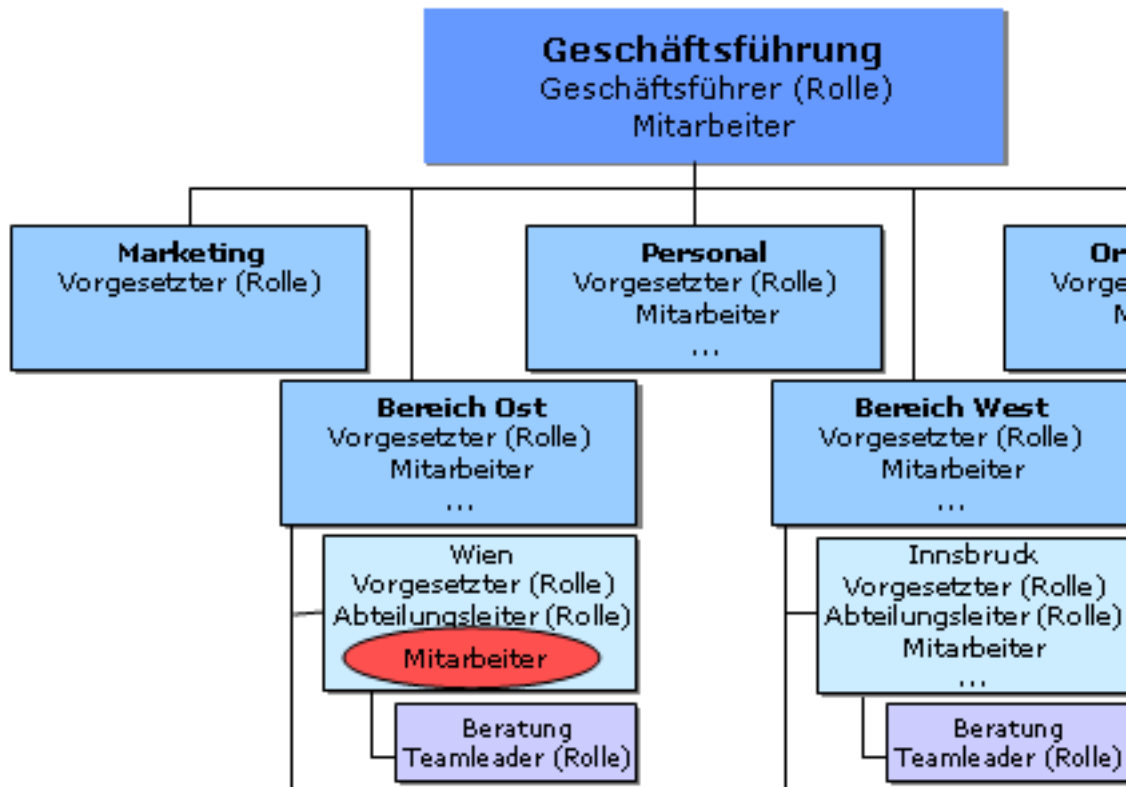 Geschäftsführung
Geschäftsführer (Rolle)
Mitarbeiter
Marketing
Vorgesetzter (Rolle)
Personal
Vorgesetzter (Rolle)
Mitarbeiter
...
Bereich Ost
Vorgesetzter (Rolle)
Mitarbeiter
...
Bereich West
Vorgesetzter (Rolle)
Mitarbeiter
...
Wien
Vorgesetzter (Rolle)
Abteilungsleiter (Rolle)
Mitarbeiter
Innsbruck
Vorgesetzter (Rolle)
Abteilungsleiter (Rolle)
Mitarbeiter
...
Beratung
Teamleader (Rolle)
Beratung
Teamleader (Rolle)